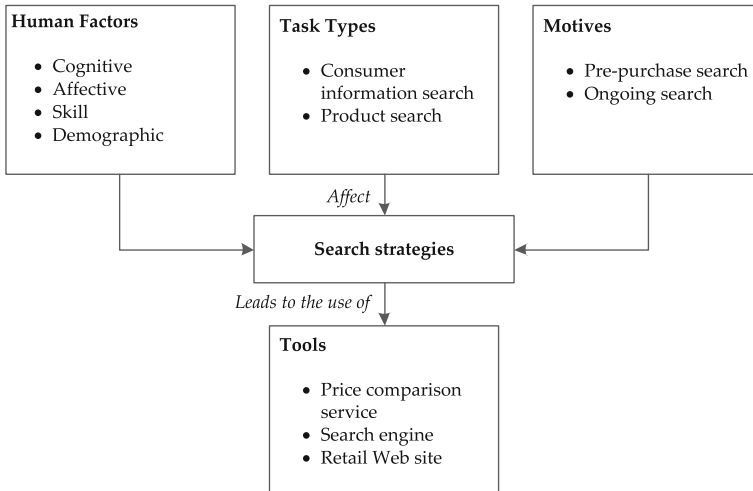 Human Factors
• Cognitive
• Affective
• Skill
• Demographic
Task Types
• Consumer
information search
• Product search
Motives
• Pre-purchase search
• Ongoing search
Affect
Search strategies
Leads to the use of
Tools
• Price comparison
service
• Search engine
• Retail Web site